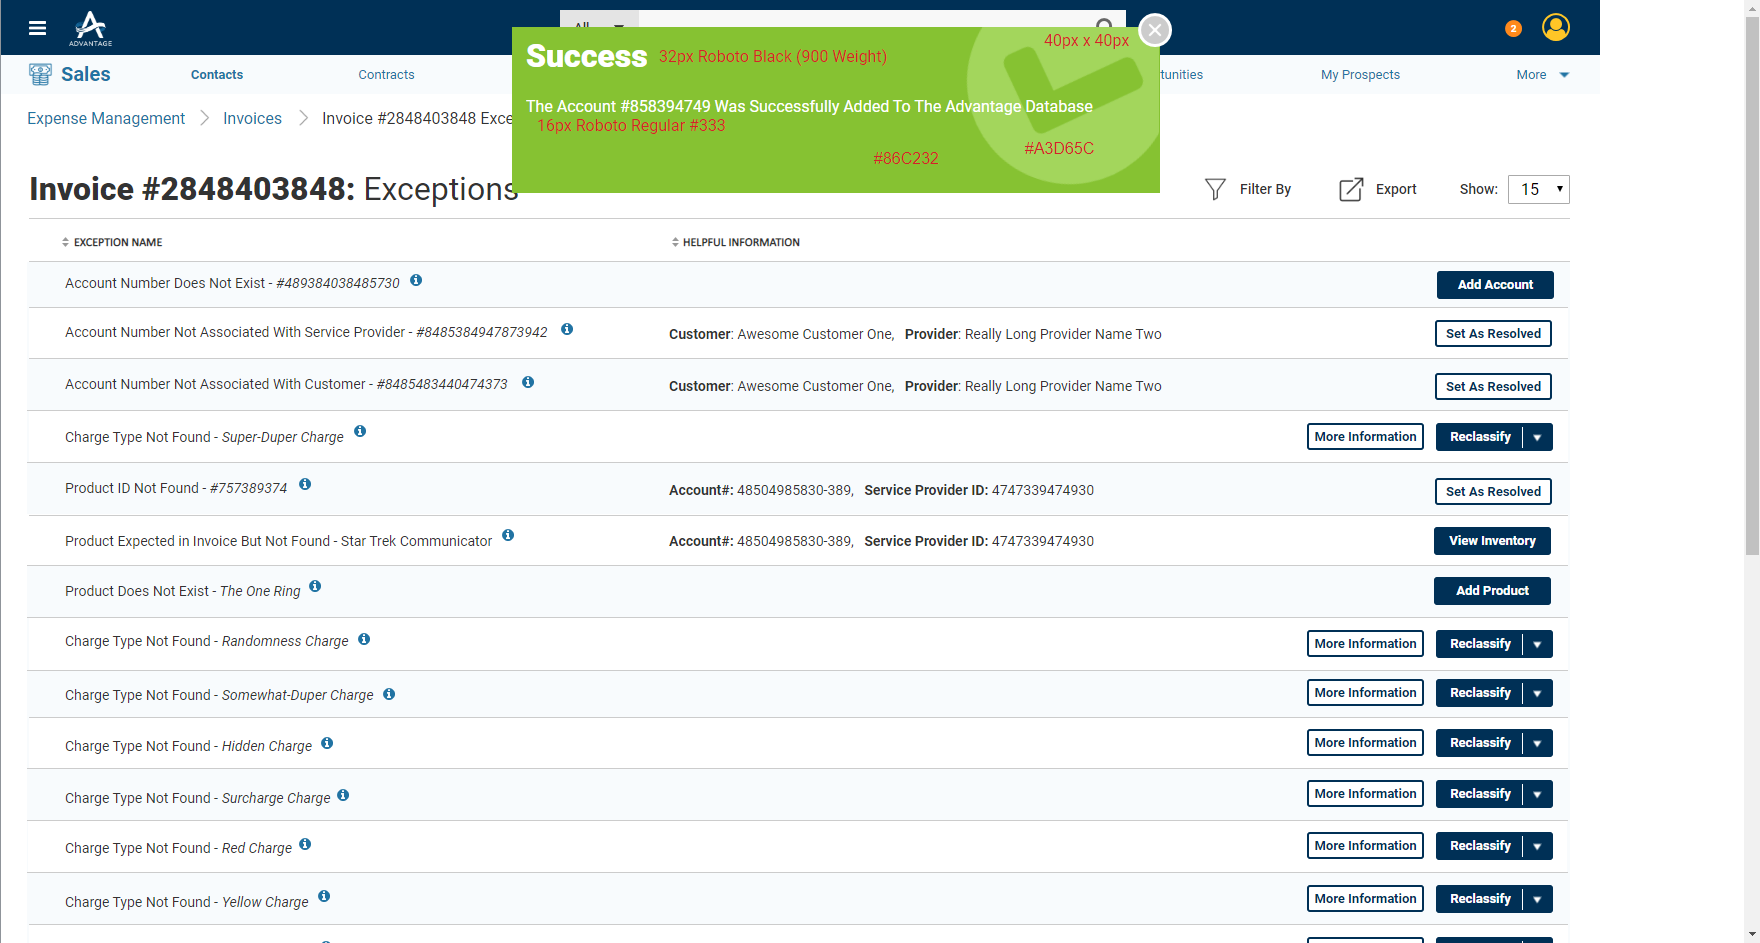 ADVANTAGE
All
2
Sales
Contacts
Contracts
tunities
My Prospects
More
Success
32px Roboto Black (900 Weight)
40px x 40px
The Account #858394749 Was Successfully Added To The Advantage Database
16px Roboto Regular #333
#86C232
#A3D65C
Expense Management
Invoices
Invoice #2848403848 Exce
Invoice #2848403848: Exceptions
Filter By
Export
Show:
15
EXCEPTION NAME
HELPFUL INFORMATION
Account Number Does Not Exist - #489384038485730
Add Account
Account Number Not Associated With Service Provider - #8485384947873942
Customer: Awesome Customer One, Provider: Really Long Provider Name Two
Set As Resolved
Account Number Not Associated With Customer - #8485483440474373
Customer: Awesome Customer One, Provider: Really Long Provider Name Two
Set As Resolved
Charge Type Not Found - Super-Duper Charge
More Information
Reclassify
Product ID Not Found - #757389374
Account#: 48504985830-389, Service Provider ID: 4747339474930
Set As Resolved
Product Expected in Invoice But Not Found - Star Trek Communicator
Account#: 48504985830-389, Service Provider ID: 4747339474930
View Inventory
Product Does Not Exist - The One Ring
Add Product
Charge Type Not Found - Randomness Charge
More Information
Reclassify
Charge Type Not Found - Somewhat-Duper Charge
More Information
Reclassify
Charge Type Not Found - Hidden Charge
More Information
Reclassify
Charge Type Not Found - Surcharge Charge
More Information
Reclassify
Charge Type Not Found - Red Charge
More Information
Reclassify
Charge Type Not Found - Yellow Charge
More Information
Reclassify